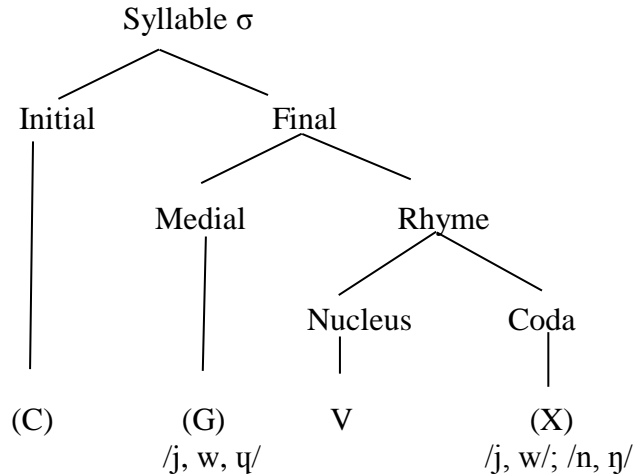 Syllable σ
Initial Final
Medial Rhyme
Nucleus Coda
(C) (G) V (X)
/j, w, ɥ/ /j, w/; /n, ŋ/